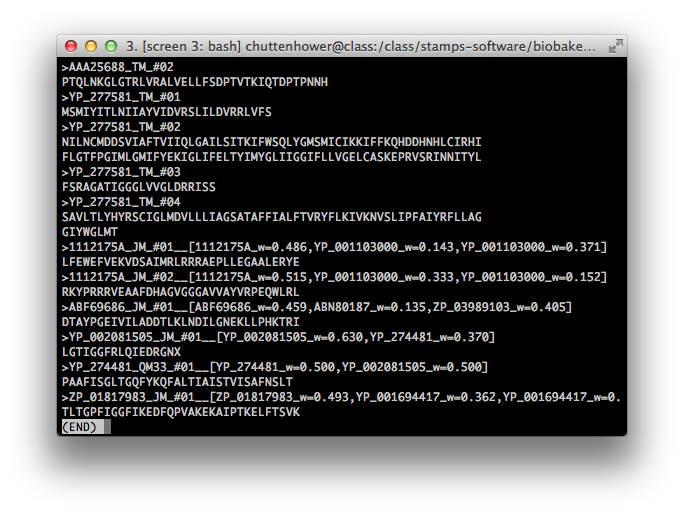 3. [screen 3: bash] chuttenhower@class:/class/stamps-software/biobake...
>AAA25688_TM_#02
PTQLNKGLGTRLVRALVELLFSDPTVTKIQTDPTPNNH
>YP_277581_TM_#01
MSMIYITLNIIAYVIDVRSLILDVRRLVFS
>YP_277581_TM_#02
NILNCMDDSVIAFTVIIQLGAILSITKIFWSQLYGMSMICIKKIFFKQHDDHNHLCIRHI
FLGTFPGIMLGMIFYEKIGLIFELTYIMYGLIIGGIFLLVGELCASKEPRVSRINNITYL
>YP_277581_TM_#03
FSRAGATIGGGLVVGLDRRISS
>YP_277581_TM_#04
SAVLTLYHYRSCIGLMDVLLLIAGSATAFFIALFTVRYFLKIVKNVSLIPFAIYRFLLAG
GIYWGLMT
>1112175A_JM_#01__[1112175A_w=0.486,YP_001103000_w=0.143,YP_001103000_w=0.371]
LFEWEFVEKVDSAIMRLRRRAEPLLEGAALERYE
>1112175A_JM_#02__[1112175A_w=0.515,YP_001103000_w=0.333,YP_001103000_w=0.152]
RKYPRRRVEAAFDHAGVGGGAVVAYVRPEQWLRL
>ABF69686_JM_#01__[ABF69686_w=0.459,ABN80187_w=0.135,ZP_03989103_w=0.405]
DTAYPGEIVILADDTLKLNDILGNEKLLPHKTRI
>YP_002081505_JM_#01__[YP_002081505_w=0.630,YP_274481_w=0.370]
LGTIGGFRLQIEDRGNX
>YP_274481_QM33_#01__[YP_274481_w=0.500,YP_002081505_w=0.500]
PAAFISGLTGQFYKQFALTIAISTVISAFNSLT
>ZP_01817983_JM_#01__[ZP_01817983_w=0.493,YP_001694417_w=0.362,YP_001694417_w=0.
TLTGPFIGGFIKEDFQPVAKEKAIPTKELFTSVK
(END)